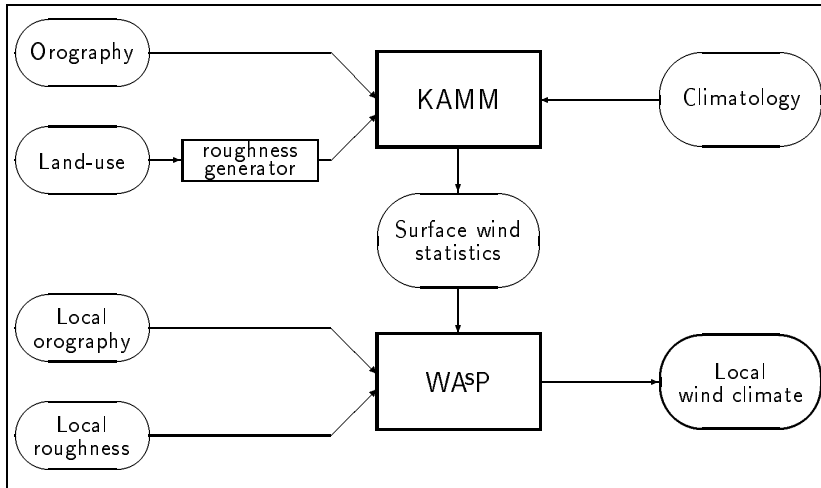 Orography
KAMM
Climatology
Land-use
roughness
generator
Surface wind
statistics
Local
orography
WAsP
Local
wind climate
Local
roughness